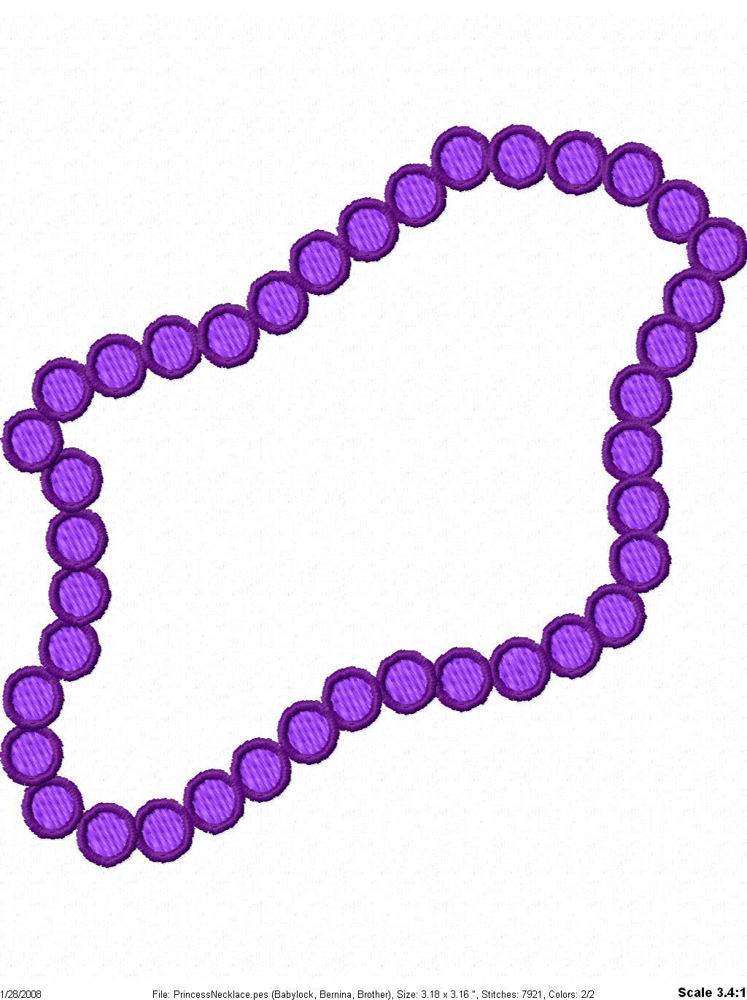 1/28/2008 File: PrincessNecklace.pes (Babylock, Bernina, Brother), Size: 3.18 x 3.16 ", Stitches: 7921, Colors: 2/2 Scale 3.4:1